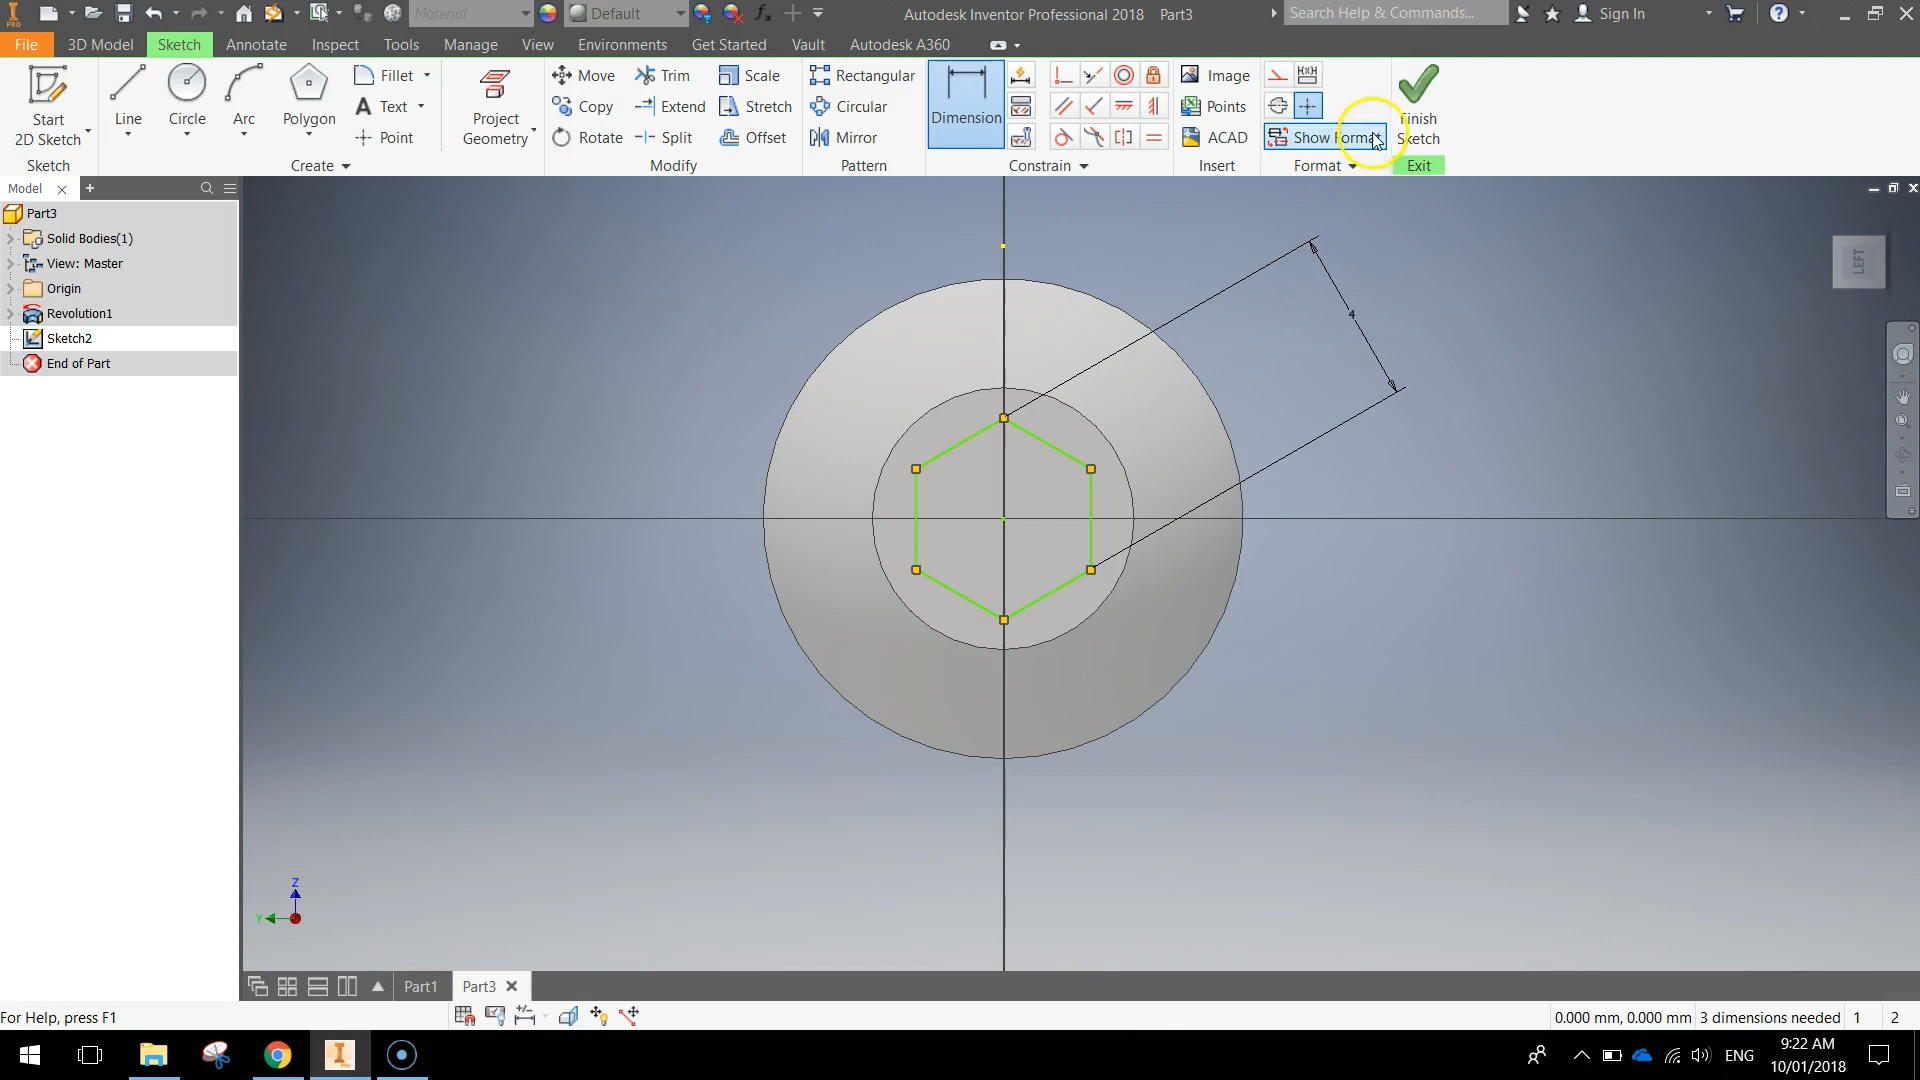 Material
Default
Autodesk Inventor Professional 2018 Part3
Search Help & Commands...
Sign In
PRO
File 3D Model Sketch Annotate Inspect Tools Manage View Environments Get Started Vault Autodesk A360
Start
2D Sketch
Line
Circle
Arc
Polygon
Fillet
Text
Point
Project
Geometry
Move Trim Scale
Copy Extend Stretch
Rotate Split Offset
Rectangular
Circular
Mirror
Dimension
Image
Points
ACAD
Show Format
Finish
Sketch
Sketch Create Modify Pattern Constrain Insert Format Exit
Model
Part3
Solid Bodies(1)
View: Master
Origin
Revolution1
Sketch2
End of Part
4
LEFT
Z
Y
Part1 Part3
For Help, press F1
0.000 mm, 0.000 mm 3 dimensions needed 1 2
ENG
9:22 AM
10/01/2018